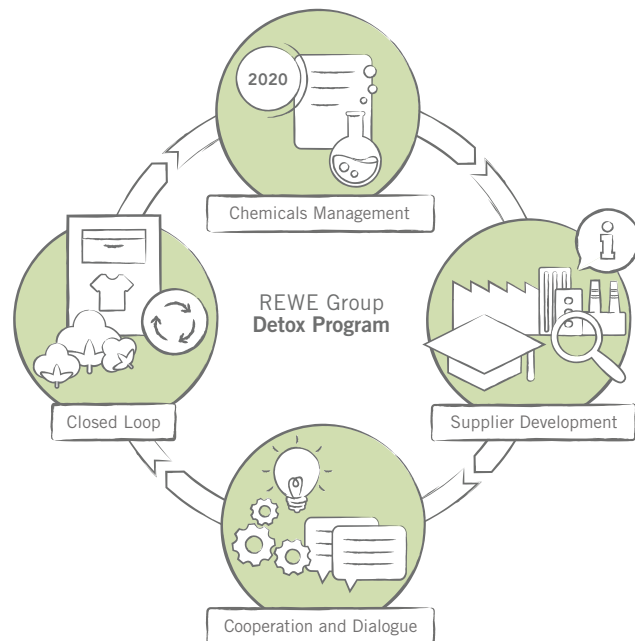 2020
Chemicals Management
i
REWE Group
Detox Program
Closed Loop
Supplier Development
Cooperation and Dialogue